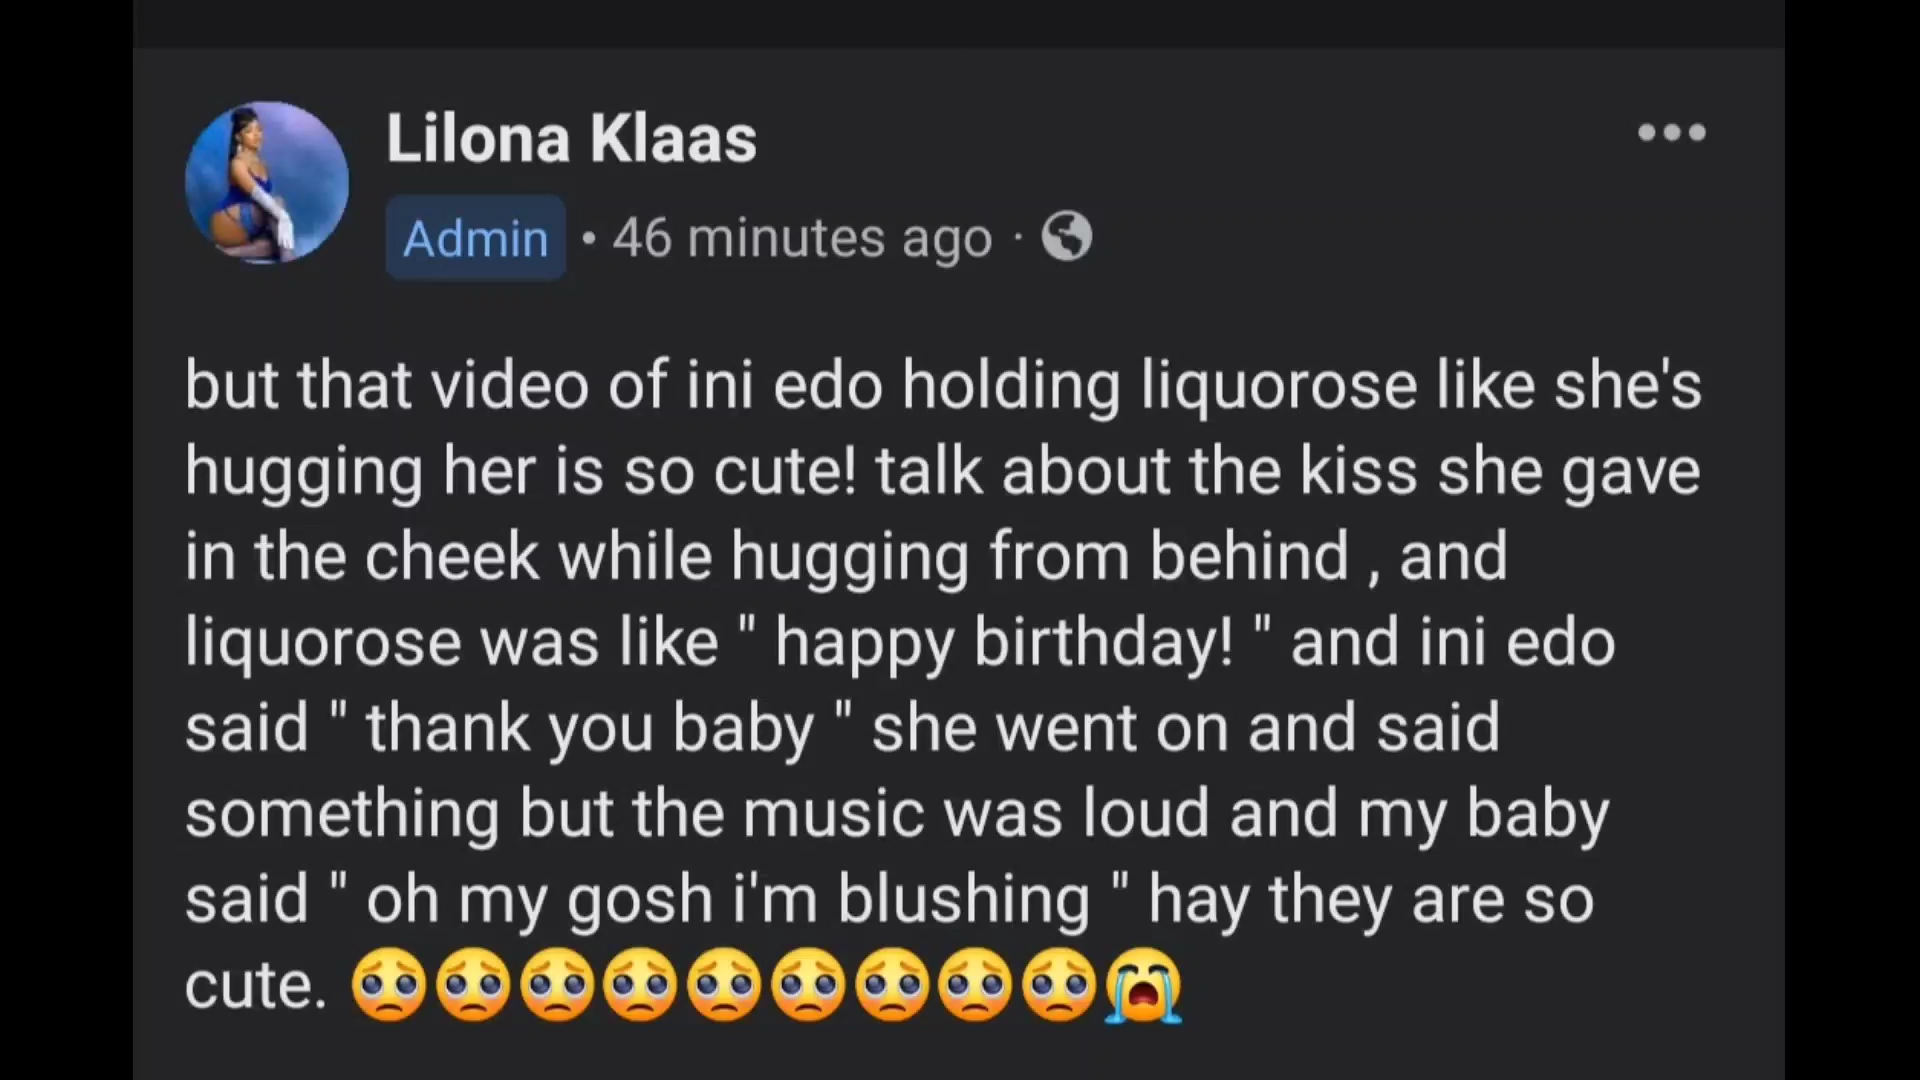 Lilona Klaas
Admin • 46 minutes ago ·
but that video of ini edo holding liquorose like she's
hugging her is so cute! talk about the kiss she gave
in the cheek while hugging from behind , and
liquorose was like " happy birthday! " and ini edo
said " thank you baby " she went on and said
something but the music was loud and my baby
said " oh my gosh i'm blushing " hay they are so
cute. 🥺🥺🥺🥺🥺🥺🥺🥺🥺😭